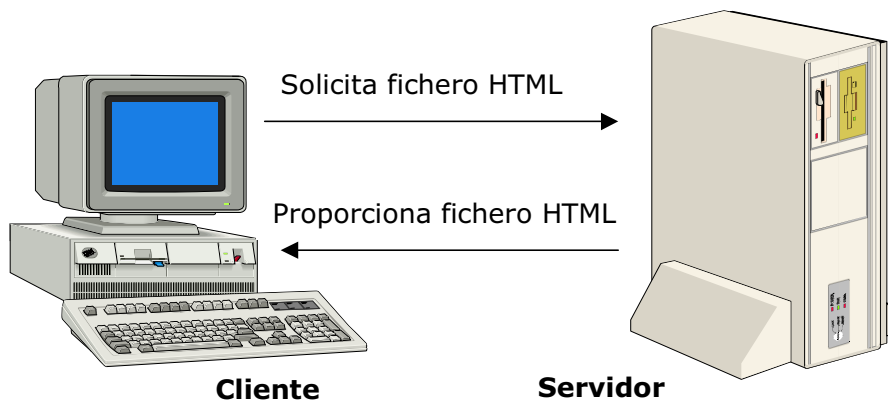 Solicita fichero HTML
Proporciona fichero HTML
Cliente
Servidor